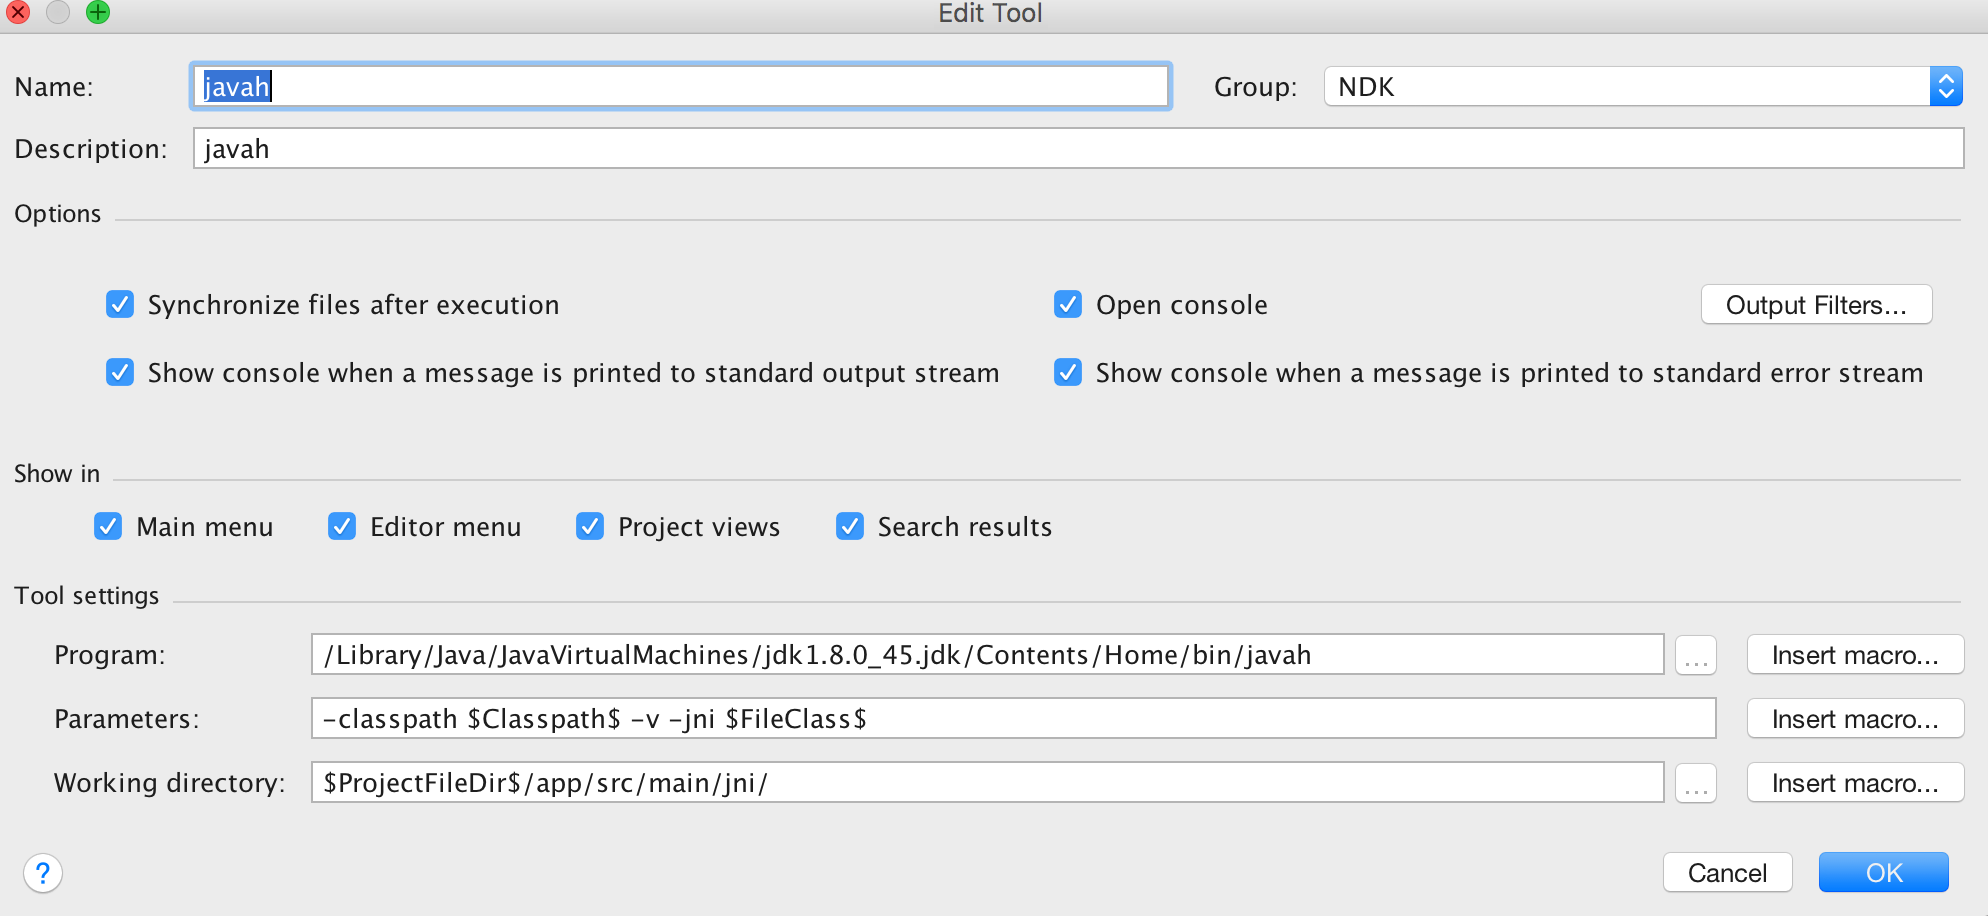 Edit Tool
Name: javah Group: NDK
Description: javah
Options
Synchronize files after execution Open console Output Filters...
Show console when a message is printed to standard output stream Show console when a message is printed to standard error stream
Show in
Main menu Editor menu Project views Search results
Tool settings
Program: /Library/Java/JavaVirtualMachines/jdk1.8.0_45.jdk/Contents/Home/bin/javah ... Insert macro...
Parameters: -classpath $Classpath$ -v -jni $FileClass$ Insert macro...
Working directory: $ProjectFileDir$/app/src/main/jni/ ... Insert macro...
? Cancel OK